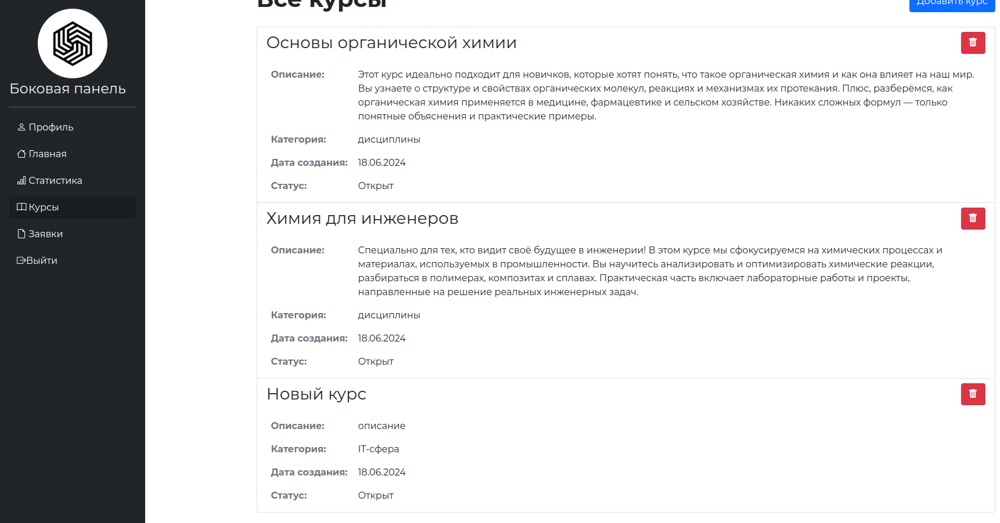 Боковая панель
Профиль
Главная
Статистика
Курсы
Заявки
Выйти
Все курсы
Добавить курс
Основы органической химии
Описание: Этот курс идеально подходит для новичков, которые хотят понять, что такое органическая химия и как она влияет на наш мир.
Вы узнаете о структуре и свойствах органических молекул, реакциях и механизмах их протекания. Плюс, разберёмся, как
органическая химия применяется в медицине, фармацевтике и сельском хозяйстве. Никаких сложных формул — только
понятные объяснения и практические примеры.
Категория: дисциплины
Дата создания: 18.06.2024
Статус: Открыт
Химия для инженеров
Описание: Специально для тех, кто видит своё будущее в инженерии! В этом курсе мы сфокусируемся на химических процессах и
материалах, используемых в промышленности. Вы научитесь анализировать и оптимизировать химические реакции,
разбираться в полимерах, композитах и сплавах. Практическая часть включает лабораторные работы и проекты,
направленные на решение реальных инженерных задач.
Категория: дисциплины
Дата создания: 18.06.2024
Статус: Открыт
Новый курс
Описание: описание
Категория: IT-сфера
Дата создания: 18.06.2024
Статус: Открыт